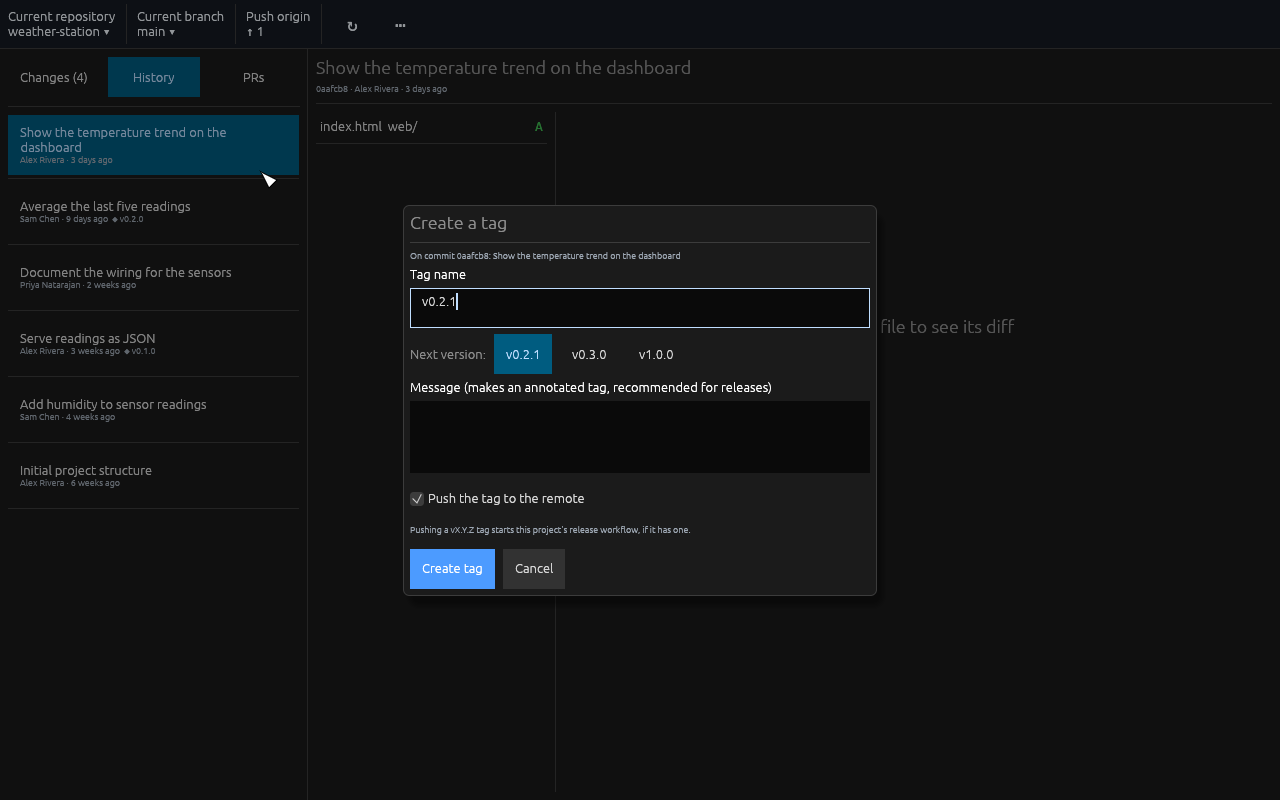 Current repository
weather-station ▾
Current branch
main ▾
Push origin
↑ 1
↻
···
Changes (4)
History
PRs
Show the temperature trend on the dashboard
Alex Rivera · 3 days ago
Average the last five readings
Sam Chen · 9 days ago ◆ v0.2.0
Document the wiring for the sensors
Priya Natarajan · 2 weeks ago
Serve readings as JSON
Alex Rivera · 3 weeks ago ◆ v0.1.0
Add humidity to sensor readings
Sam Chen · 4 weeks ago
Initial project structure
Alex Rivera · 6 weeks ago
Show the temperature trend on the dashboard
0aafcb8 · Alex Rivera · 3 days ago
index.html web/
A
file to see its diff
Create a tag
On commit 0aafcb8: Show the temperature trend on the dashboard
Tag name
v0.2.1
Next version: v0.2.1 v0.3.0 v1.0.0
Message (makes an annotated tag, recommended for releases)
Push the tag to the remote
Pushing a vX.Y.Z tag starts this project's release workflow, if it has one.
Create tag
Cancel